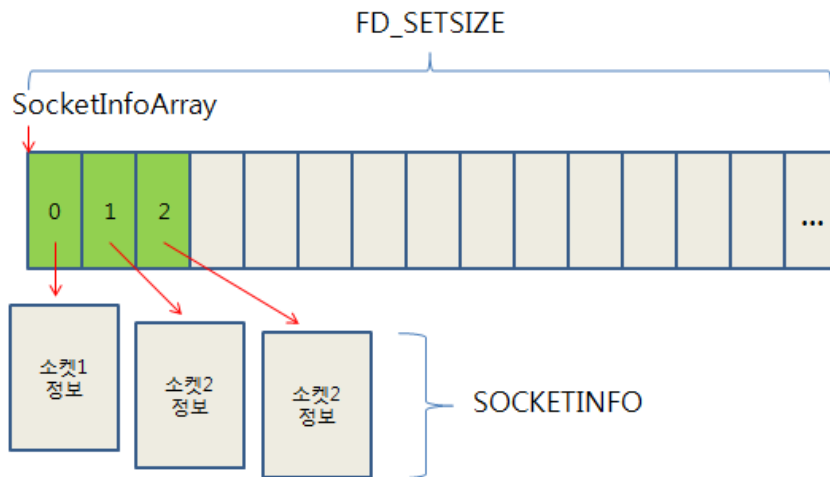 FD_SETSIZE
SocketInfoArray
0 1 2 ...
소켓1
정보
소켓2
정보
소켓2
정보
SOCKETINFO